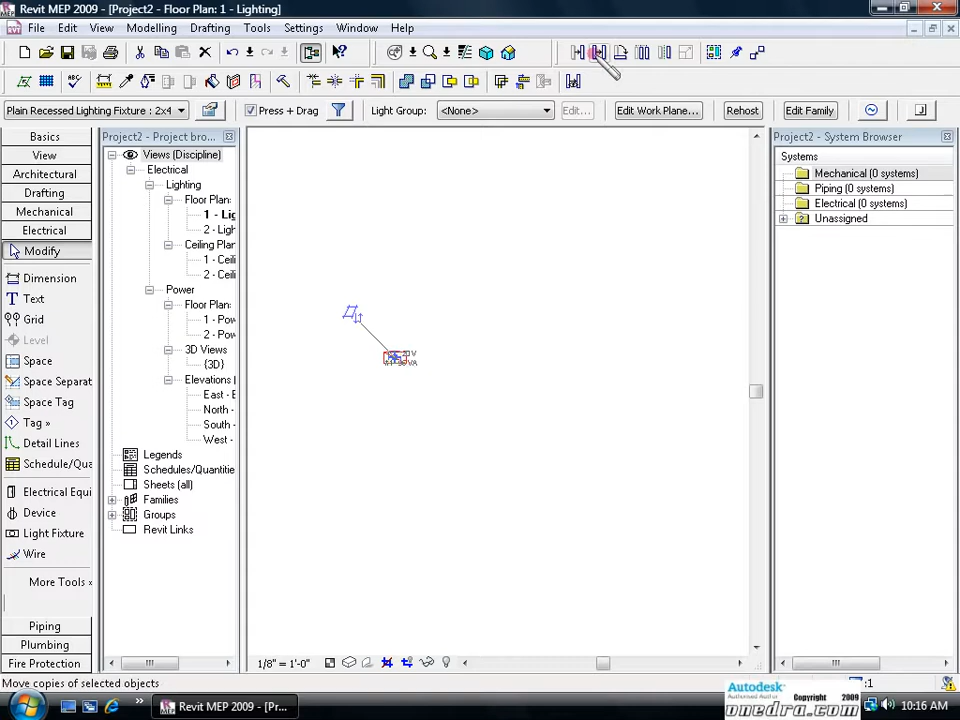 Revit MEP 2009 - [Project2 - Floor Plan: 1 - Lighting]
File Edit View Modelling Drafting Tools Settings Window Help
Plain Recessed Lighting Fixture : 2x4 Press + Drag Light Group: <None> Edit... Edit Work Plane... Rehost Edit Family
Basics
View
Architectural
Drafting
Mechanical
Electrical
Modify
Dimension
Text
Grid
Level
Space
Space Separat
Space Tag
Tag »
Detail Lines
Schedule/Qua
Electrical Equi
Device
Light Fixture
Wire
More Tools »
Piping
Plumbing
Fire Protection
Project2 - Project bro...
Views (Discipline)
Electrical
Lighting
Floor Plan:
1 - Lig
2 - Ligh
Ceiling Plan
1 - Ceili
2 - Ceili
Power
Floor Plan:
1 - Pow
2 - Pow
3D Views
{3D}
Elevations (
East - E
North -
South -
West -
Legends
Schedules/Quantitie
Sheets (all)
Families
Groups
Revit Links
Project2 - System Browser
Systems
Mechanical (0 systems)
Piping (0 systems)
Electrical (0 systems)
Unassigned
1/8" = 1'-0"
Move copies of selected objects
:1
Revit MEP 2009 - [Pr...
Autodesk Copyright 2009
onedra.com
10:16 AM